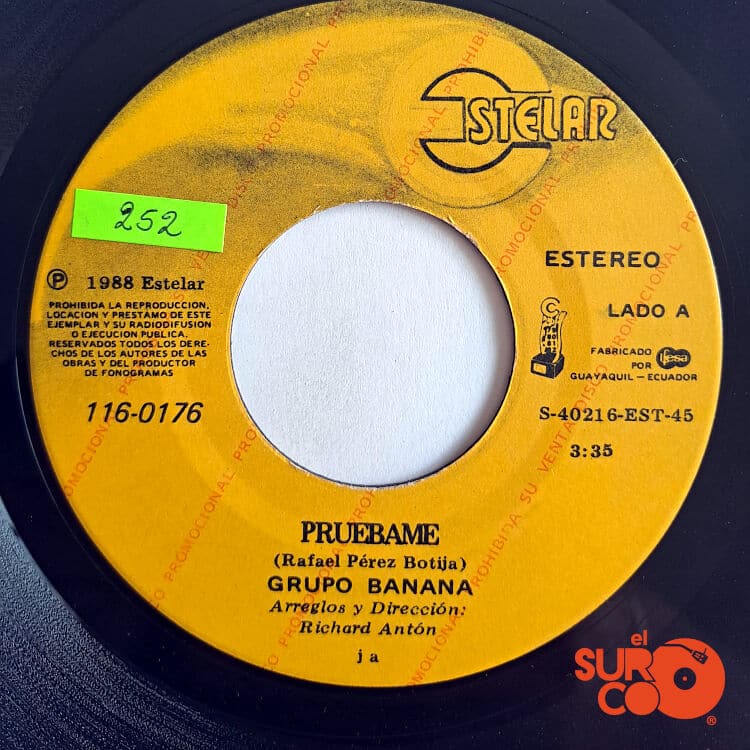 ESTELAR
252
ESTEREO
℗ 1988 Estelar
PROHIBIDA LA REPRODUCCION,
LOCACION Y PRESTAMO DE ESTE
EJEMPLAR Y SU RADIODIFUSION
O EJECUCION PUBLICA.
RESERVADOS TODOS LOS DERE-
CHOS DE LOS AUTORES DE LAS
OBRAS Y DEL PRODUCTOR
DE FONOGRAMAS
116-0176
LADO A
FABRICADO
POR
ifesa
GUAYAQUIL - ECUADOR
S-40216-EST-45
3:35
PRUEBAME
(Rafael Pérez Botija)
GRUPO BANANA
Arreglos y Dirección:
Richard Antón
j a
DISCO PROMOCIONAL PROHIBIDA SU VENTA
el
SURCO
®